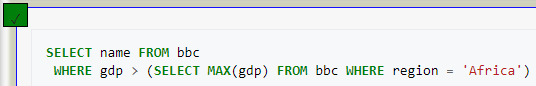 ✓
SELECT name FROM bbc
WHERE gdp > (SELECT MAX(gdp) FROM bbc WHERE region = 'Africa')